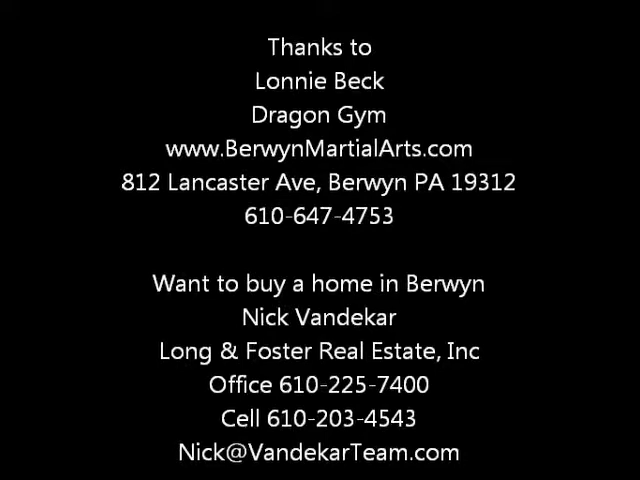 Thanks to
Lonnie Beck
Dragon Gym
www.BerwynMartialArts.com
812 Lancaster Ave, Berwyn PA 19312
610-647-4753
Want to buy a home in Berwyn
Nick Vandekar
Long & Foster Real Estate, Inc
Office 610-225-7400
Cell 610-203-4543
Nick@VandekarTeam.com